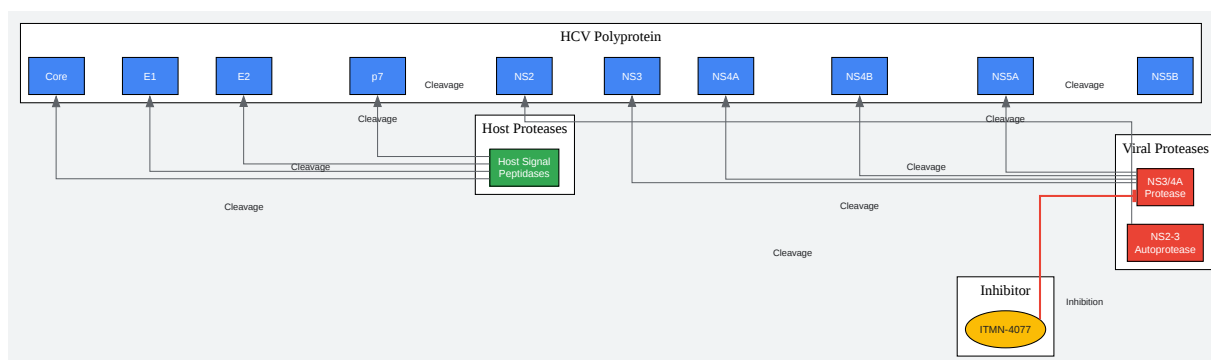 HCV Polyprotein
Core
E1
E2
p7
Cleavage
NS2
NS3
NS4A
NS4B
NS5A
Cleavage
NS5B
Cleavage
Cleavage
Host Proteases
Host Signal
Peptidases
Viral Proteases
NS3/4A
Protease
Cleavage
Cleavage
Cleavage
Cleavage
NS2-3
Autoprotease
Cleavage
Inhibitor
ITMN-4077
Inhibition